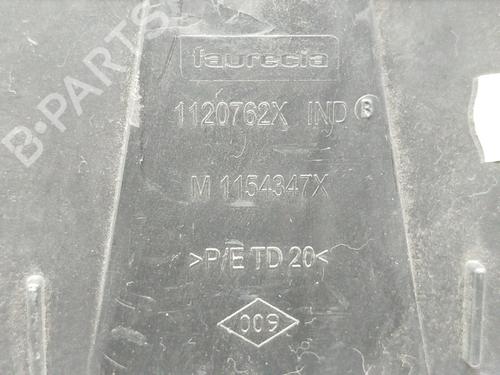 B-PARTS
faurecia
1120762X IND B
M 1154347X
>P/E TD 20<
009